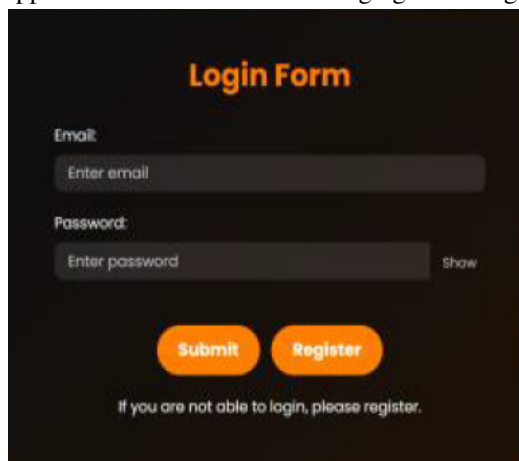 Login Form
Email:
Enter email
Password:
Enter password Show
Submit Register
If you are not able to login, please register.